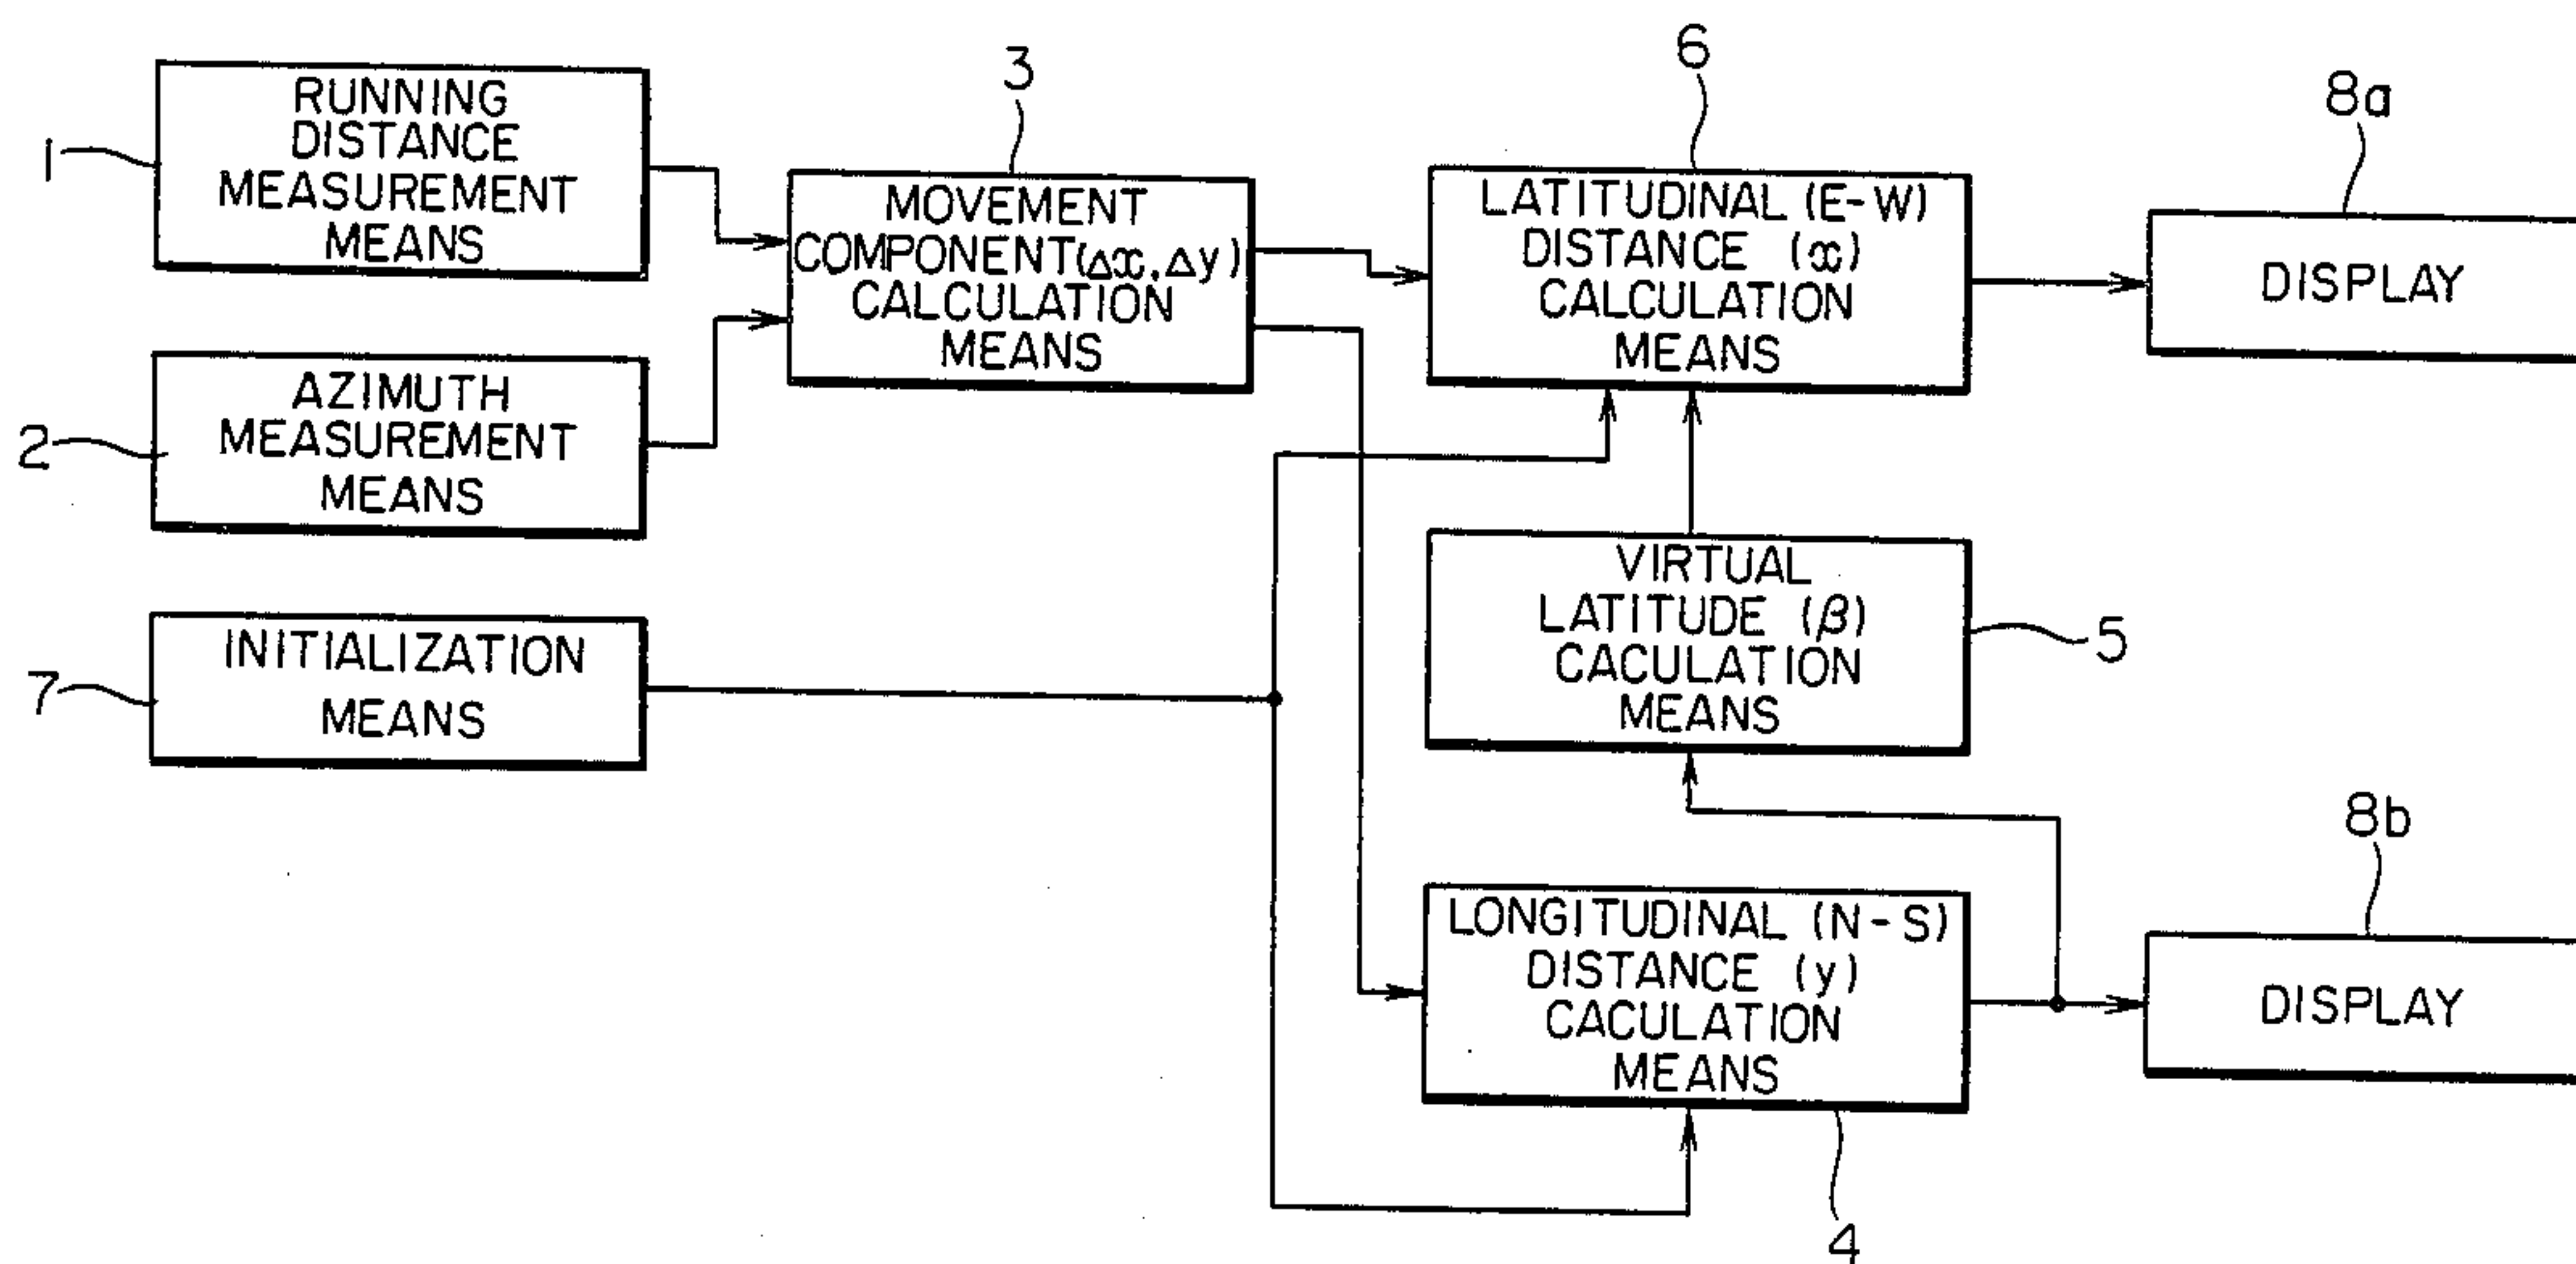 1
RUNNING
DISTANCE
MEASUREMENT
MEANS
2
AZIMUTH
MEASUREMENT
MEANS
7
INITIALIZATION
MEANS
3
MOVEMENT
COMPONENT(Δx,Δy)
CALCULATION
MEANS
6
LATITUDINAL (E-W)
DISTANCE (x)
CALCULATION
MEANS
VIRTUAL
LATITUDE (β)
CACULATION
MEANS
5
LONGITUDINAL (N-S)
DISTANCE (y)
CACULATION
MEANS
4
8a
DISPLAY
8b
DISPLAY